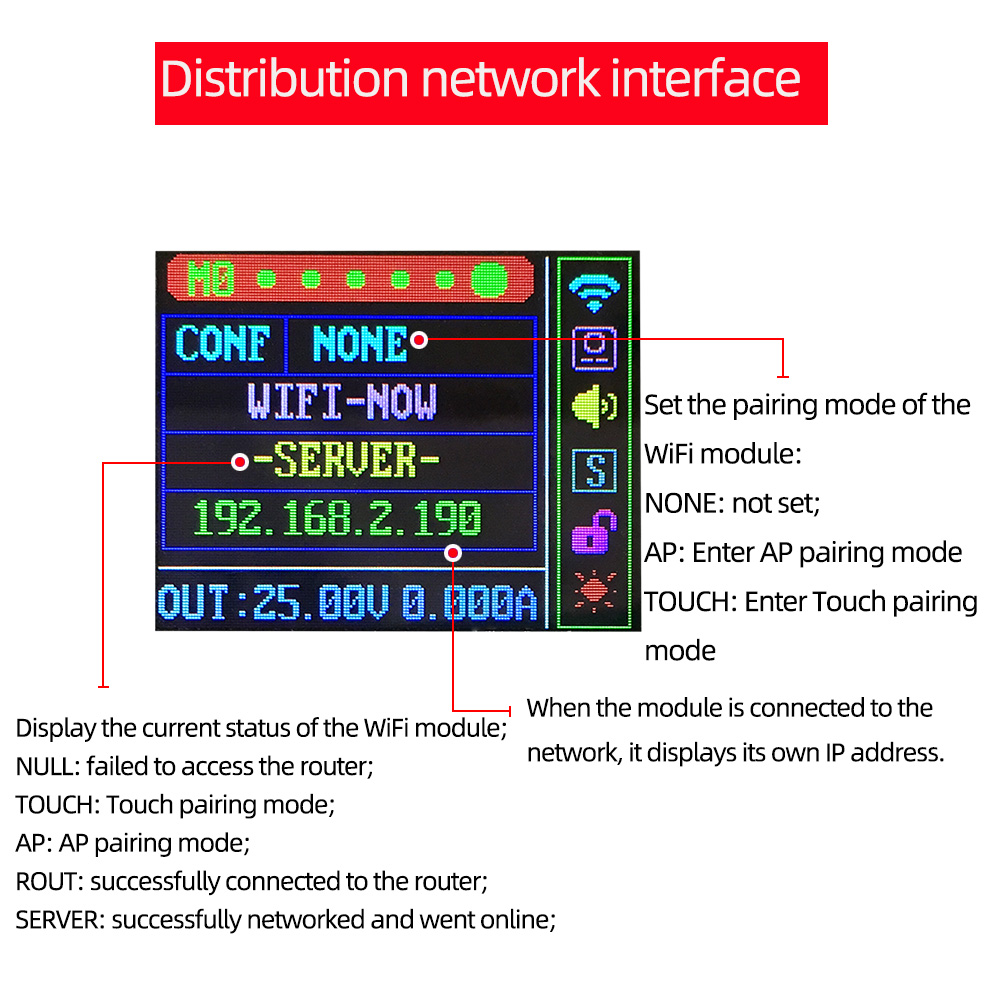 Distribution network interface
M0
CONF NONE
WIFI-NOW
-SERVER-
192.168.2.190
OUT:25.00V 0.000A
S
Set the pairing mode of the
WiFi module:
NONE: not set;
AP: Enter AP pairing mode
TOUCH: Enter Touch pairing
mode
When the module is connected to the
network, it displays its own IP address.
Display the current status of the WiFi module;
NULL: failed to access the router;
TOUCH: Touch pairing mode;
AP: AP pairing mode;
ROUT: successfully connected to the router;
SERVER: successfully networked and went online;